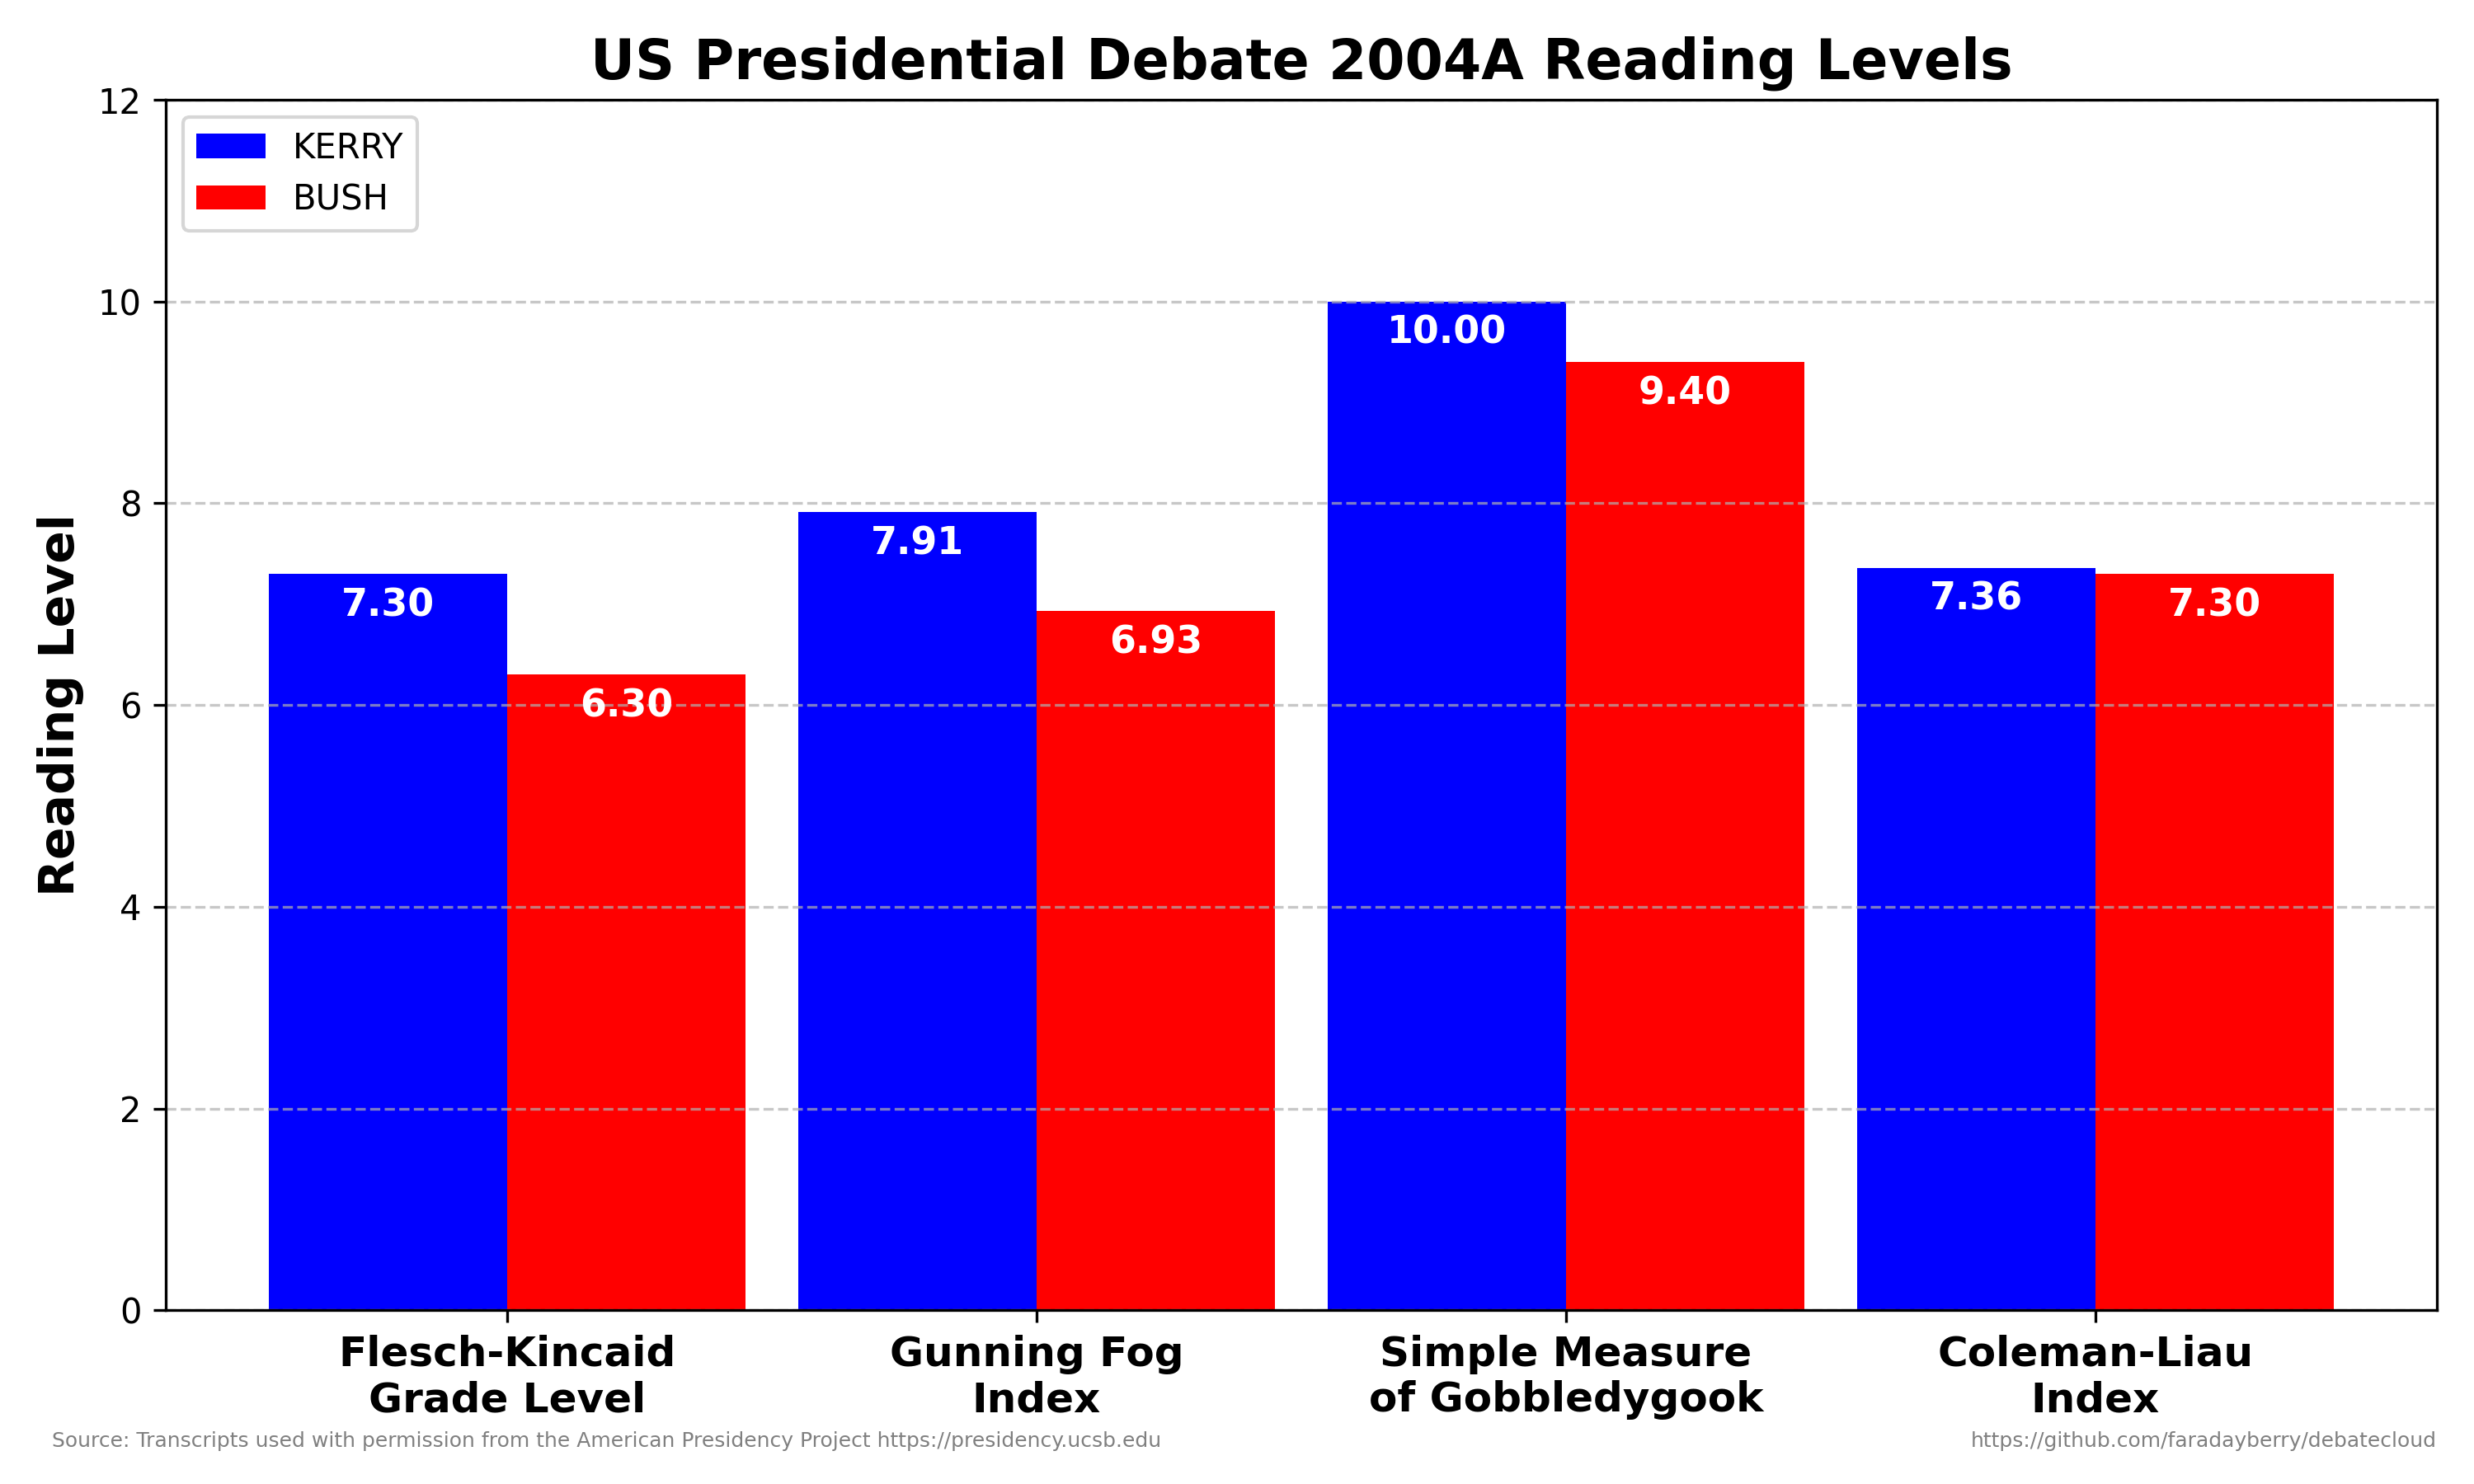 US Presidential Debate 2004A Reading Levels
12
10
8
6
4
2
0
Reading Level
KERRY
BUSH
7.30
6.30
7.91
6.93
10.00
9.40
7.36
7.30
Flesch-Kincaid
Grade Level
Gunning Fog
Index
Simple Measure
of Gobbledygook
Coleman-Liau
Index
Source: Transcripts used with permission from the American Presidency Project https://presidency.ucsb.edu
https://github.com/faradayberry/debatecloud